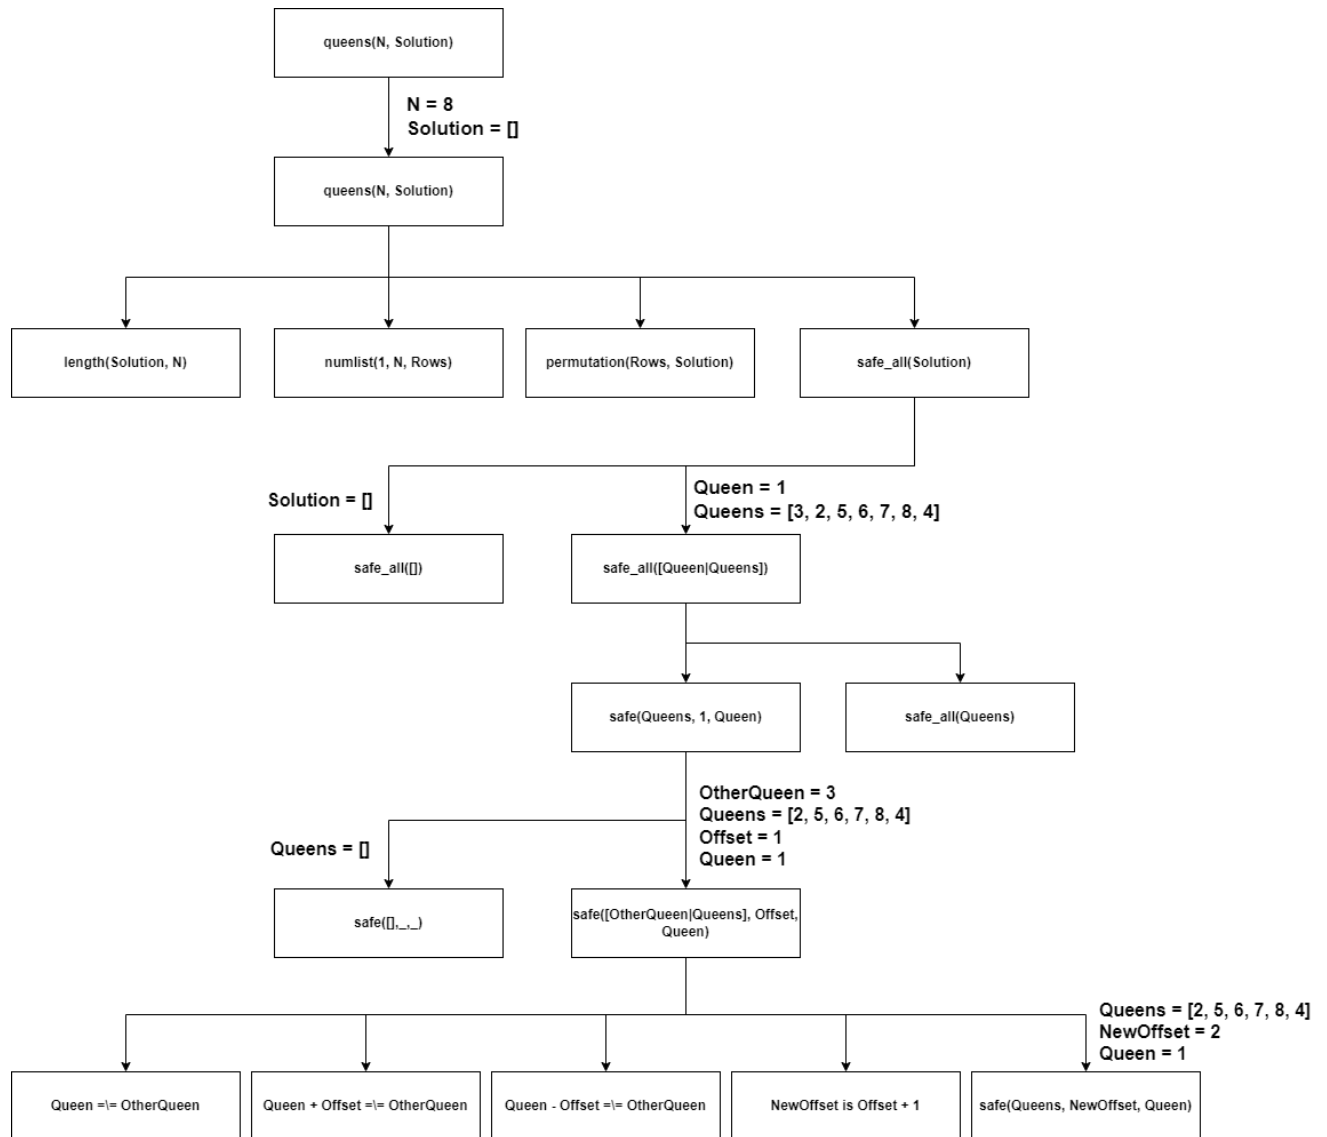 queens(N, Solution)
N = 8
Solution = []
queens(N, Solution)
length(Solution, N)
numlist(1, N, Rows)
permutation(Rows, Solution)
safe_all(Solution)
Solution = []
Queen = 1
Queens = [3, 2, 5, 6, 7, 8, 4]
safe_all([])
safe_all([Queen|Queens])
safe(Queens, 1, Queen)
safe_all(Queens)
OtherQueen = 3
Queens = [2, 5, 6, 7, 8, 4]
Offset = 1
Queen = 1
Queens = []
safe([],_,_)
safe([OtherQueen|Queens], Offset,
Queen)
Queens = [2, 5, 6, 7, 8, 4]
NewOffset = 2
Queen = 1
Queen =\= OtherQueen
Queen + Offset =\= OtherQueen
Queen - Offset =\= OtherQueen
NewOffset is Offset + 1
safe(Queens, NewOffset, Queen)